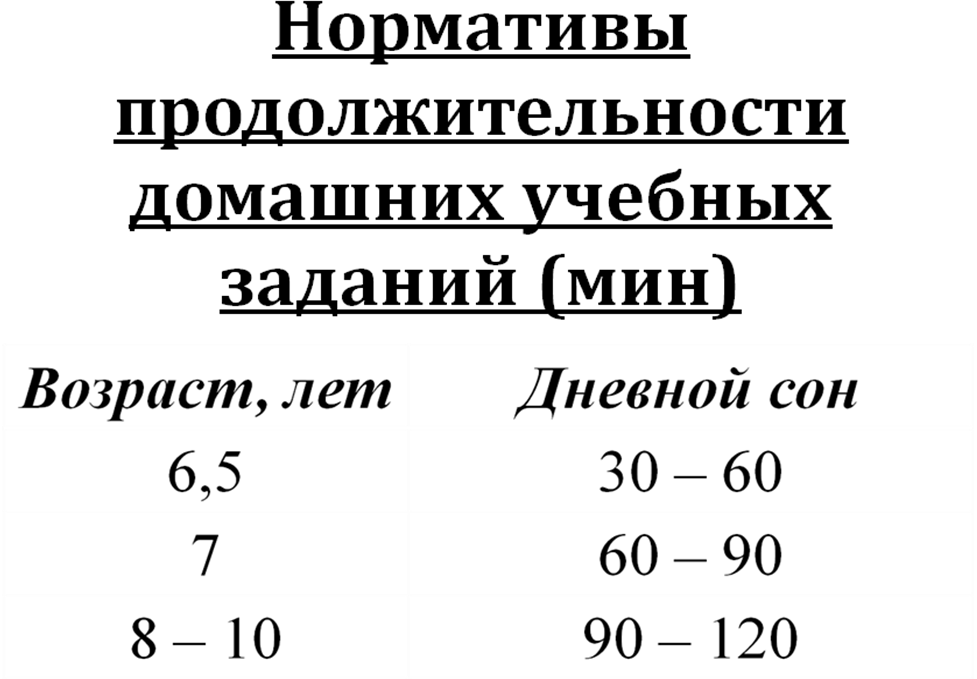 Нормативы
продолжительности
домашних учебных
заданий (мин)
Возраст, лет Дневной сон
6,5 30 – 60
7 60 – 90
8 – 10 90 – 120